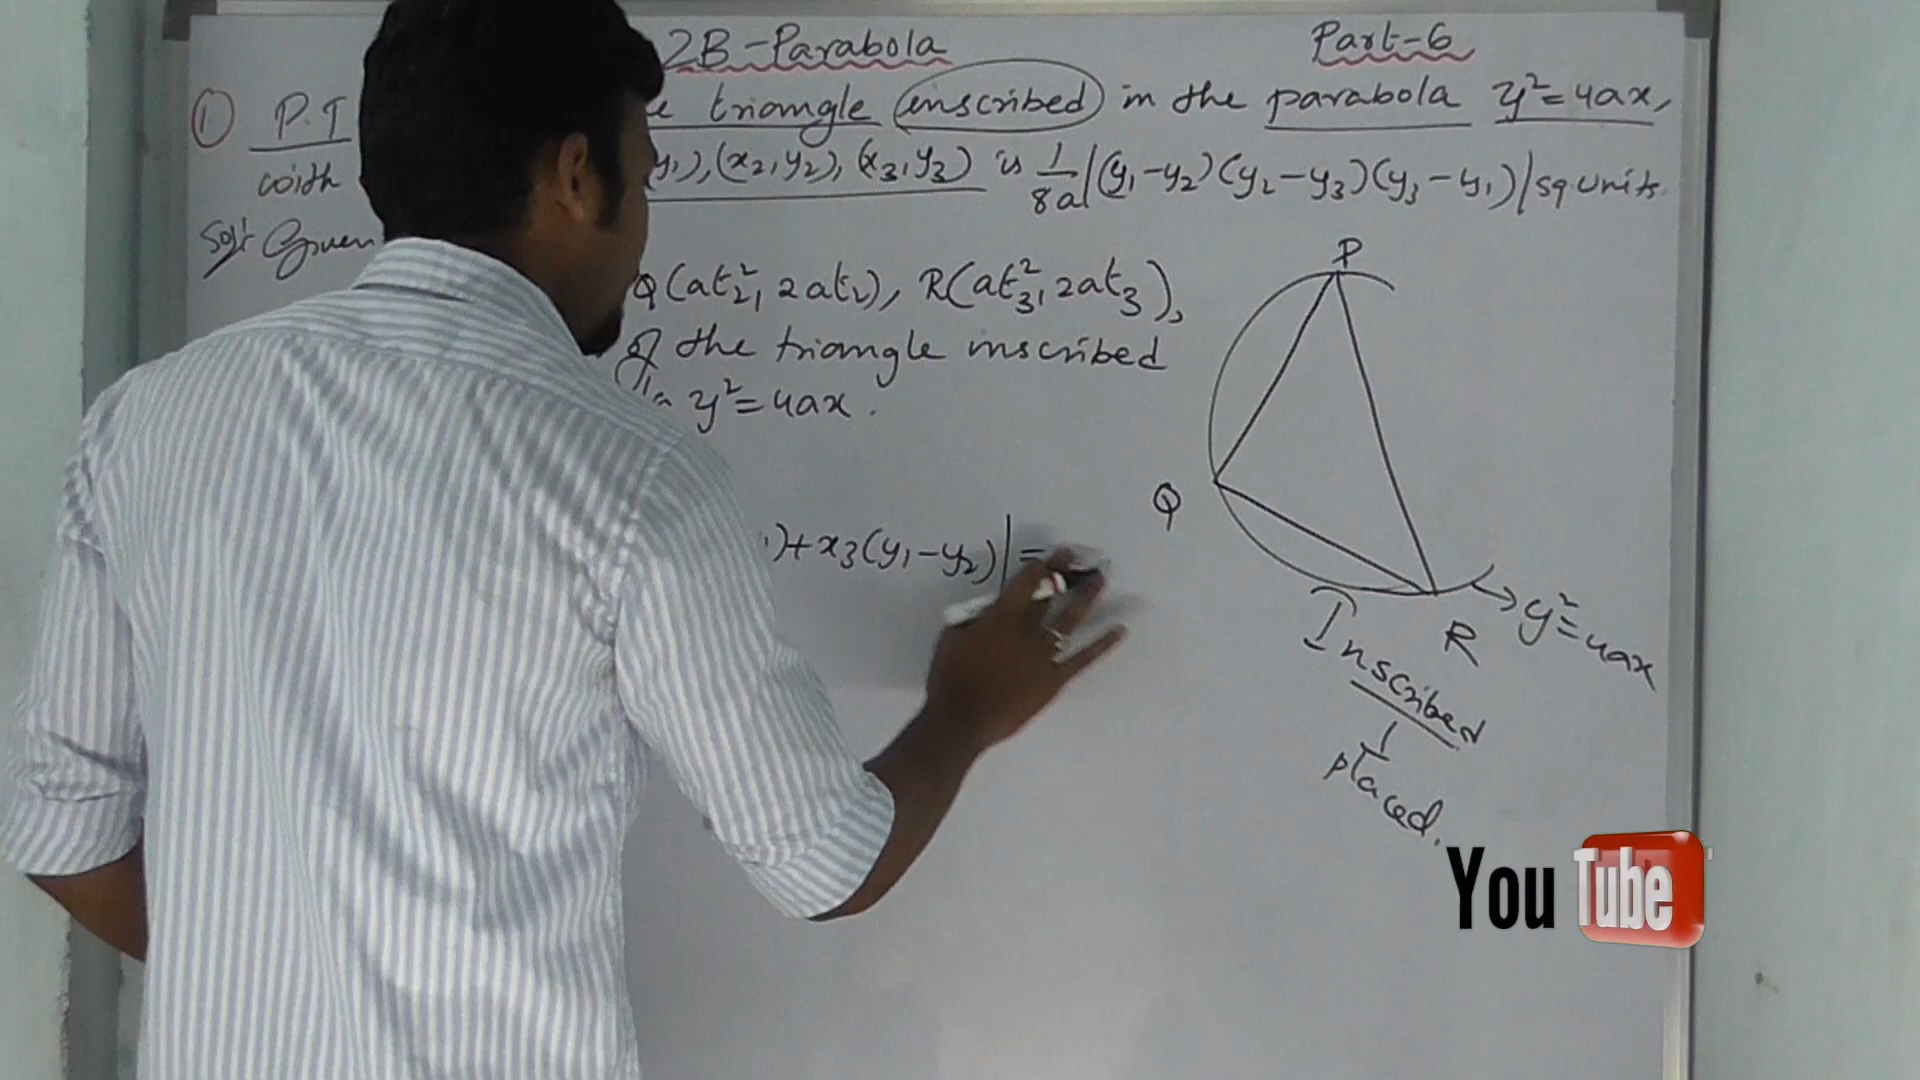 2B-Parabola Part-6
① P.T e triangle inscribed in the parabola y²=4ax,
with y₁),(x₂,y₂),(x₃,y₃) is 1/8a|(y₁-y₂)(y₂-y₃)(y₃-y₁)| sq units
Sol: Given
Q(at₂², 2at₂), R(at₃², 2at₃),
of the triangle inscribed
in y²=4ax.
)+x₃(y₁-y₂)|=
P
Q
R
y²=4ax
Inscribed
placed.
YouTube